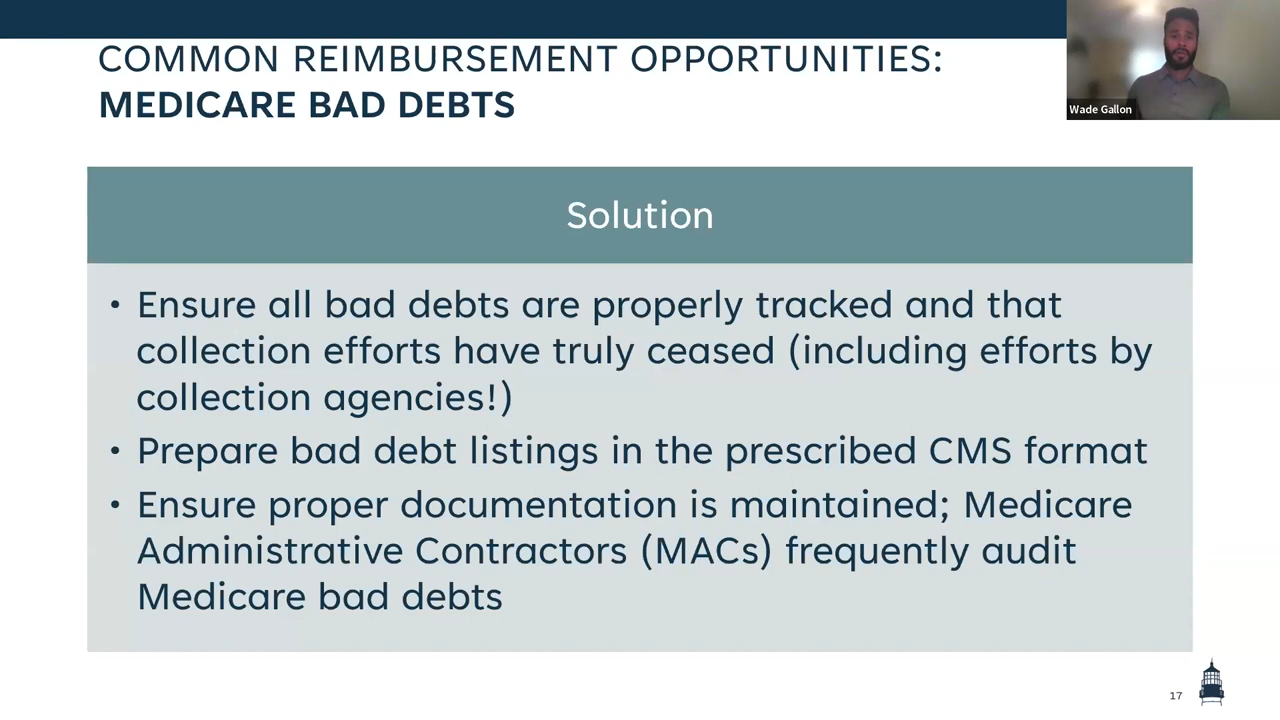 COMMON REIMBURSEMENT OPPORTUNITIES:
MEDICARE BAD DEBTS
Wade Gallon
Solution
• Ensure all bad debts are properly tracked and that
collection efforts have truly ceased (including efforts by
collection agencies!)
• Prepare bad debt listings in the prescribed CMS format
• Ensure proper documentation is maintained; Medicare
Administrative Contractors (MACs) frequently audit
Medicare bad debts
17